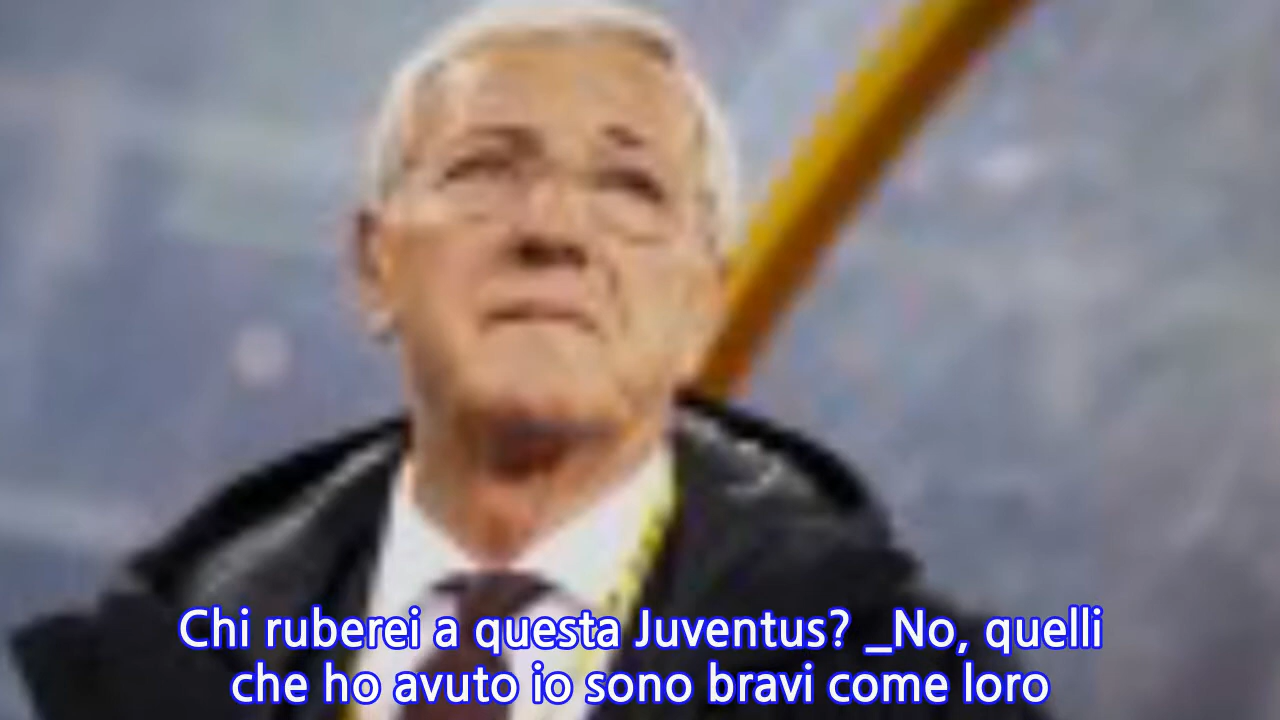 Chi ruberei a questa Juventus? _No, quelli
che ho avuto io sono bravi come loro